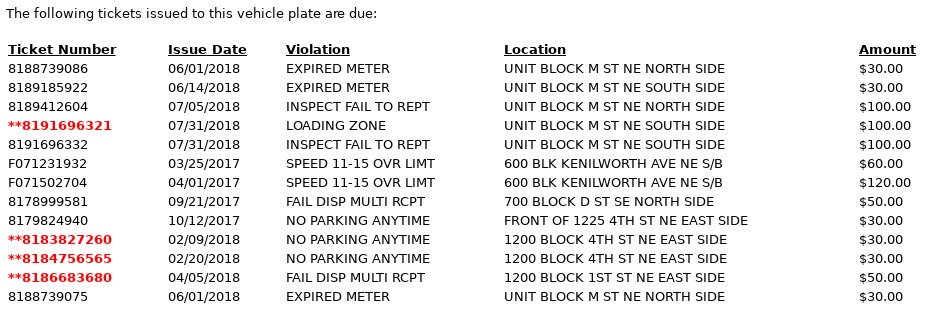 The following tickets issued to this vehicle plate are due:
Ticket Number Issue Date Violation Location Amount
8188739086 06/01/2018 EXPIRED METER UNIT BLOCK M ST NE NORTH SIDE $30.00
8189185922 06/14/2018 EXPIRED METER UNIT BLOCK M ST NE SOUTH SIDE $30.00
8189412604 07/05/2018 INSPECT FAIL TO REPT UNIT BLOCK M ST NE NORTH SIDE $100.00
**8191696321 07/31/2018 LOADING ZONE UNIT BLOCK M ST NE SOUTH SIDE $100.00
8191696332 07/31/2018 INSPECT FAIL TO REPT UNIT BLOCK M ST NE SOUTH SIDE $100.00
F071231932 03/25/2017 SPEED 11-15 OVR LIMT 600 BLK KENILWORTH AVE NE S/B $60.00
F071502704 04/01/2017 SPEED 11-15 OVR LIMT 600 BLK KENILWORTH AVE NE S/B $120.00
8178999581 09/21/2017 FAIL DISP MULTI RCPT 700 BLOCK D ST SE NORTH SIDE $50.00
8179824940 10/12/2017 NO PARKING ANYTIME FRONT OF 1225 4TH ST NE EAST SIDE $30.00
**8183827260 02/09/2018 NO PARKING ANYTIME 1200 BLOCK 4TH ST NE EAST SIDE $30.00
**8184756565 02/20/2018 NO PARKING ANYTIME 1200 BLOCK 4TH ST NE EAST SIDE $30.00
**8186683680 04/05/2018 FAIL DISP MULTI RCPT 1200 BLOCK 1ST ST NE EAST SIDE $50.00
8188739075 06/01/2018 EXPIRED METER UNIT BLOCK M ST NE NORTH SIDE $30.00